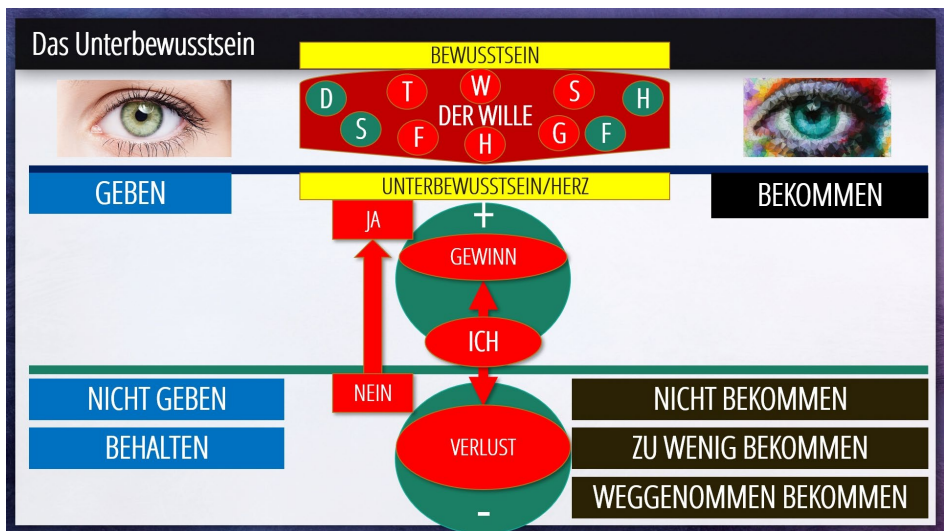 Das Unterbewusstsein
BEWUSSTSEIN
D T W S H
DER WILLE
S F H G F
GEBEN
UNTERBEWUSSTSEIN/HERZ
BEKOMMEN
JA
+
GEWINN
ICH
NEIN
NICHT GEBEN
NICHT BEKOMMEN
BEHALTEN
VERLUST
ZU WENIG BEKOMMEN
WEGGENOMMEN BEKOMMEN
-